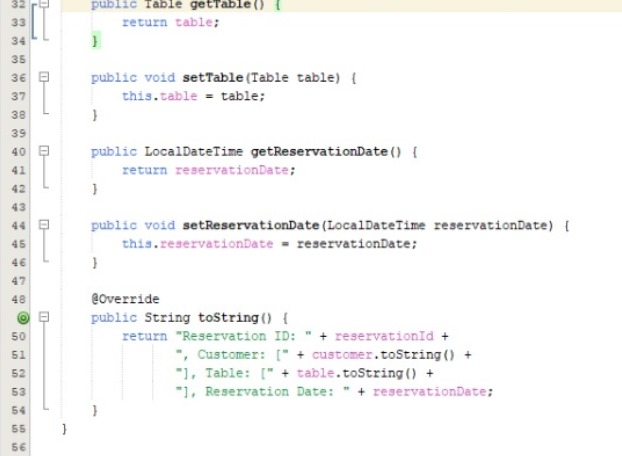 32 public Table getTable() {
33 return table;
34 }
35
36 public void setTable(Table table) {
37 this.table = table;
38 }
39
40 public LocalDateTime getReservationDate() {
41 return reservationDate;
42 }
43
44 public void setReservationDate(LocalDateTime reservationDate) {
45 this.reservationDate = reservationDate;
46 }
47
48 @Override
public String toString() {
50 return "Reservation ID: " + reservationId +
51 ", Customer: [" + customer.toString() +
52 "], Table: [" + table.toString() +
53 "], Reservation Date: " + reservationDate;
54 }
55 }
56